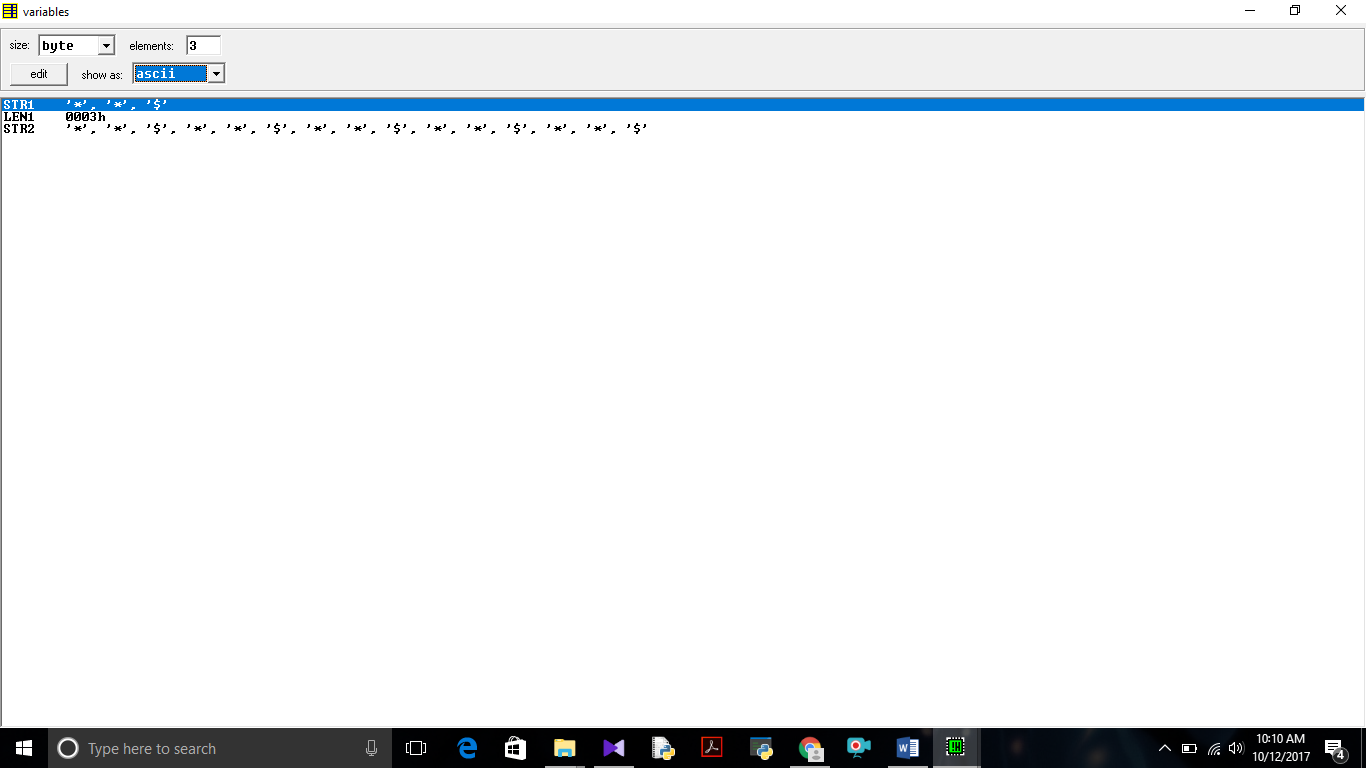 variables
size: byte elements: 3
edit show as: ascii
STR1 '*', '*', '$'
LEN1 0003h
STR2 '*', '*', '$', '*', '*', '$', '*', '*', '$', '*', '*', '$', '*', '*', '$'
Type here to search
10:10 AM
10/12/2017
4